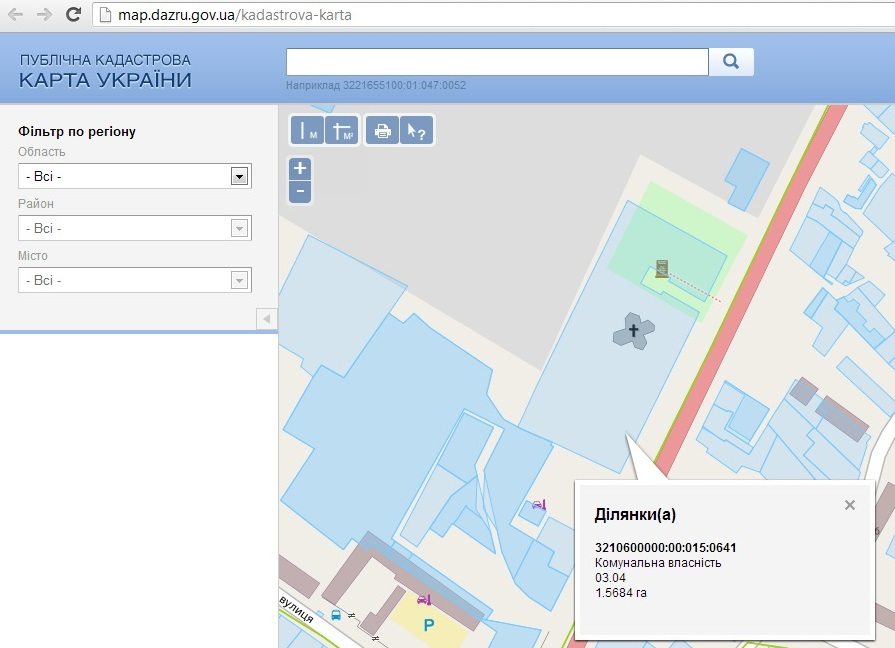 map.dazru.gov.ua/kadastrova-karta
ПУБЛІЧНА КАДАСТРОВА
КАРТА УКРАЇНИ
Наприклад 3221655100:01:047:0052
Фільтр по регіону
Область
- Всі -
Район
- Всі -
Місто
- Всі -
М
М²
?
+
-
Ділянки(а)
3210600000:00:015:0641
Комунальна власність
03.04
1.5684 га
вулиця
P